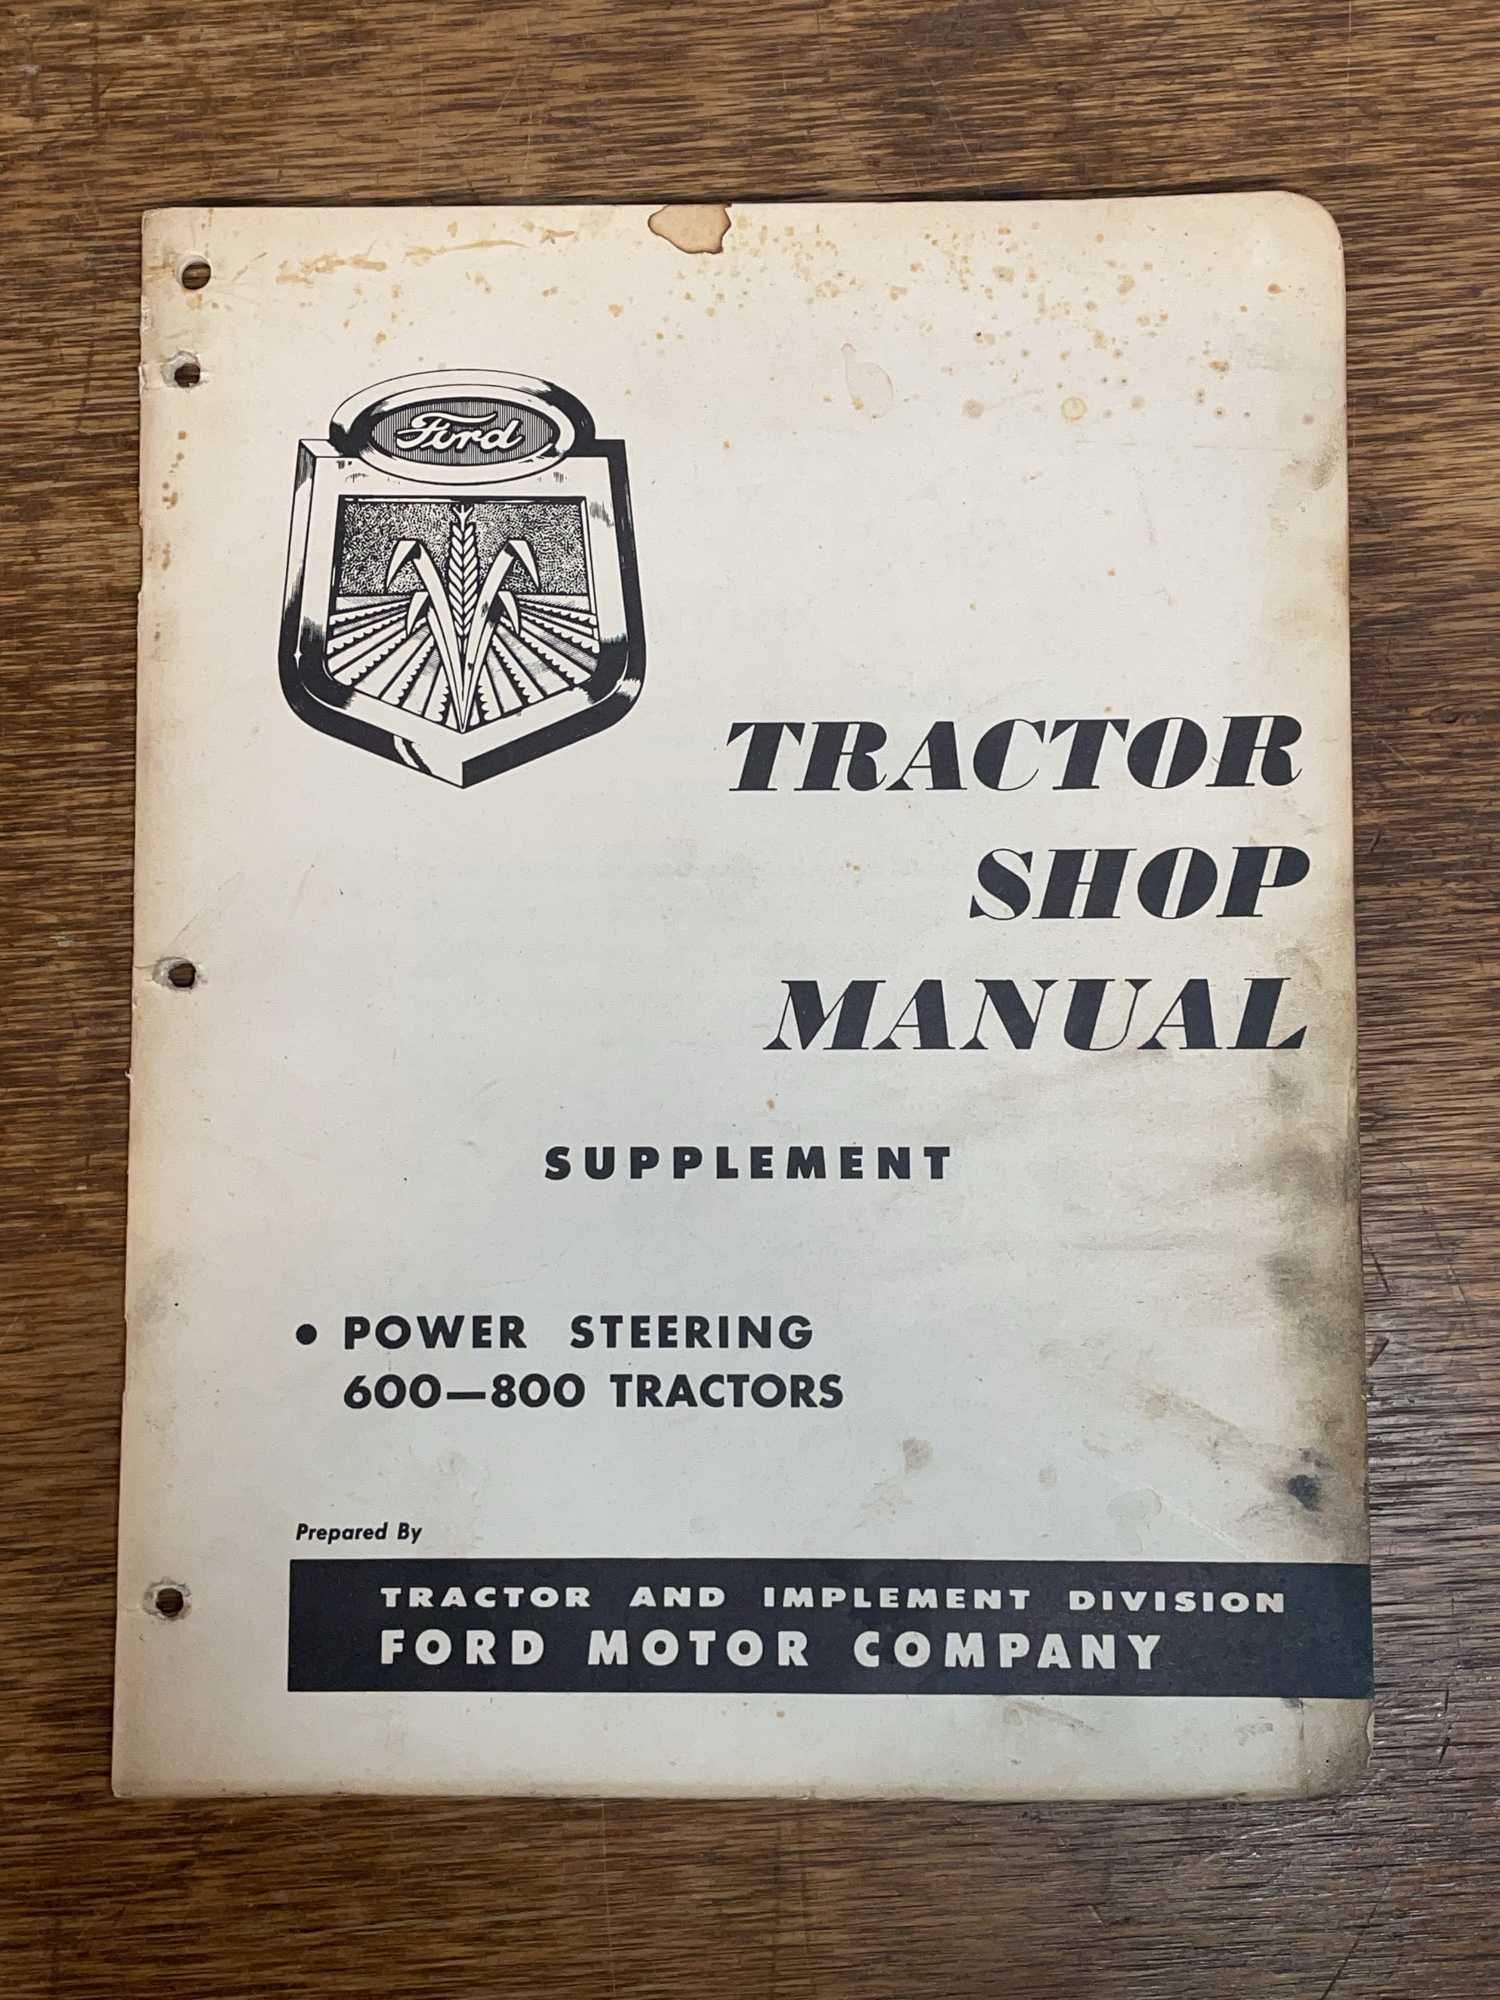 Ford
TRACTOR
SHOP
MANUAL
SUPPLEMENT
• POWER STEERING
600—800 TRACTORS
Prepared By
TRACTOR AND IMPLEMENT DIVISION
FORD MOTOR COMPANY